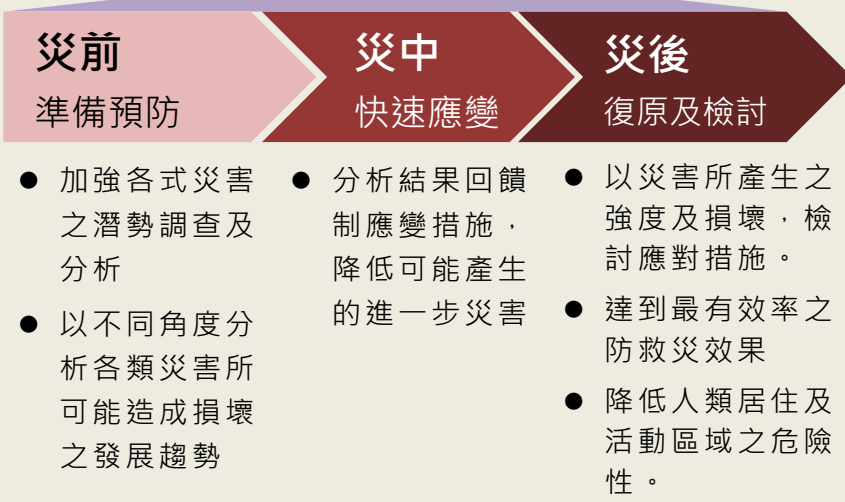 災前
準備預防
災中
快速應變
災後
復原及檢討
● 加強各式災害
之潛勢調查及
分析
● 以不同角度分
析各類災害所
可能造成損壞
之發展趨勢
● 分析結果回饋
制應變措施，
降低可能產生
的進一步災害
● 以災害所產生之
強度及損壞，檢
討應對措施。
● 達到最有效率之
防救災效果
● 降低人類居住及
活動區域之危險
性。